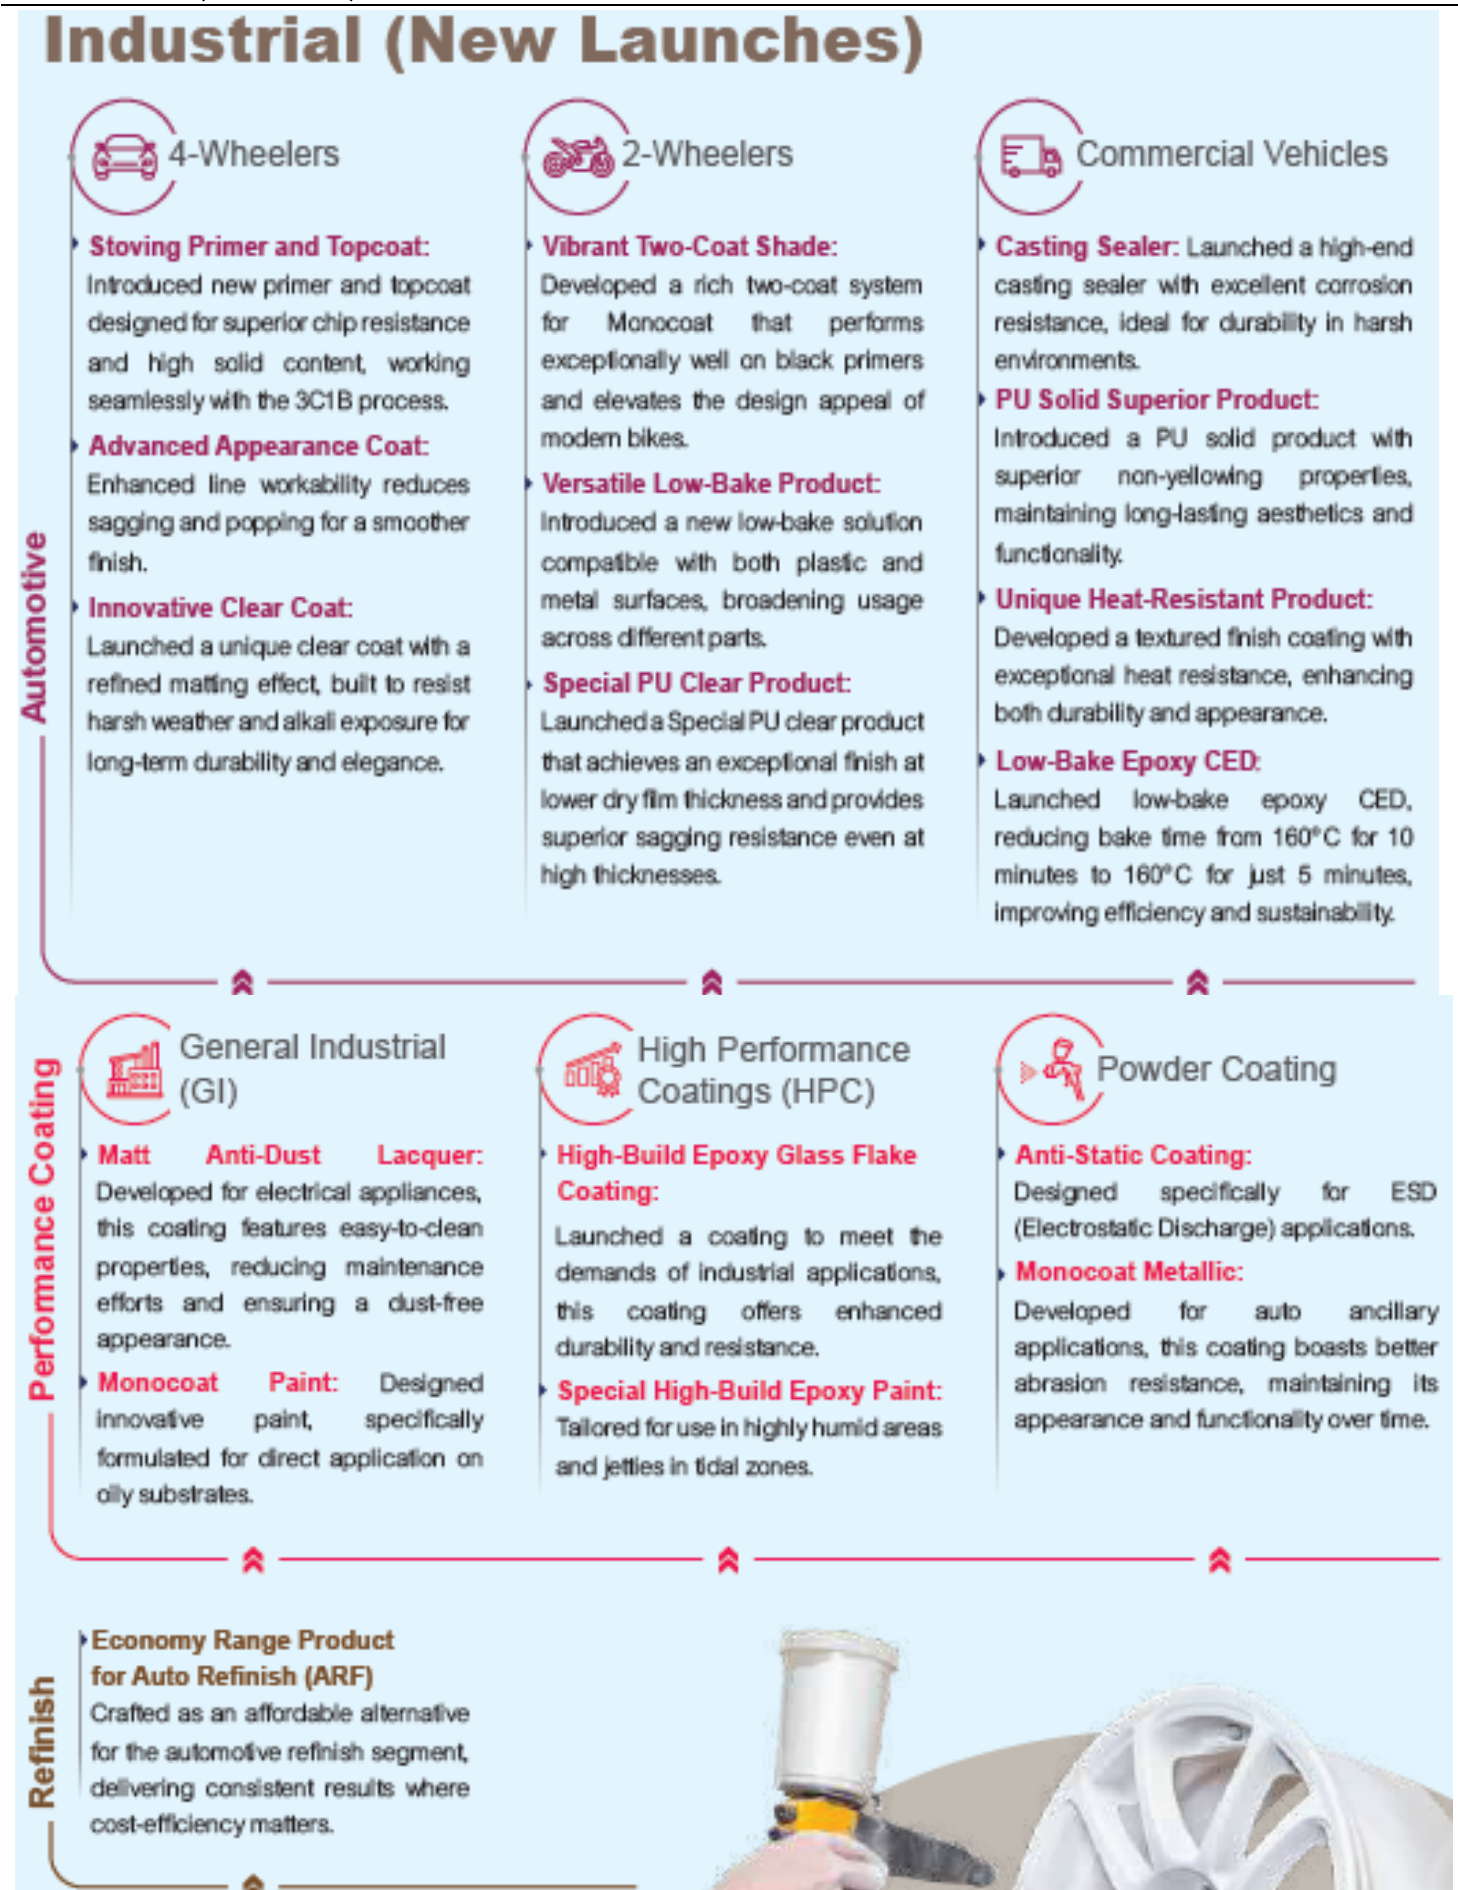 Industrial (New Launches)
Automotive
4-Wheelers
Stoving Primer and Topcoat:
Introduced new primer and topcoat
designed for superior chip resistance
and high solid content, working
seamlessly with the 3C1B process.
Advanced Appearance Coat:
Enhanced line workability reduces
sagging and popping for a smoother
finish.
Innovative Clear Coat:
Launched a unique clear coat with a
refined matting effect, built to resist
harsh weather and alkali exposure for
long-term durability and elegance.
2-Wheelers
Vibrant Two-Coat Shade:
Developed a rich two-coat system
for Monocoat that performs
exceptionally well on black primers
and elevates the design appeal of
modern bikes.
Versatile Low-Bake Product:
Introduced a new low-bake solution
compatible with both plastic and
metal surfaces, broadening usage
across different parts.
Special PU Clear Product:
Launched a Special PU clear product
that achieves an exceptional finish at
lower dry film thickness and provides
superior sagging resistance even at
high thicknesses.
Commercial Vehicles
Casting Sealer: Launched a high-end
casting sealer with excellent corrosion
resistance, ideal for durability in harsh
environments.
PU Solid Superior Product:
Introduced a PU solid product with
superior non-yellowing properties,
maintaining long-lasting aesthetics and
functionality.
Unique Heat-Resistant Product:
Developed a textured finish coating with
exceptional heat resistance, enhancing
both durability and appearance.
Low-Bake Epoxy CED:
Launched low-bake epoxy CED,
reducing bake time from 160°C for 10
minutes to 160°C for just 5 minutes,
improving efficiency and sustainability.
Performance Coating
General Industrial
(GI)
Matt Anti-Dust Lacquer:
Developed for electrical appliances,
this coating features easy-to-clean
properties, reducing maintenance
efforts and ensuring a dust-free
appearance.
Monocoat Paint: Designed
innovative paint, specifically
formulated for direct application on
oily substrates.
High Performance
Coatings (HPC)
High-Build Epoxy Glass Flake
Coating:
Launched a coating to meet the
demands of industrial applications,
this coating offers enhanced
durability and resistance.
Special High-Build Epoxy Paint:
Tailored for use in highly humid areas
and jetties in tidal zones.
Powder Coating
Anti-Static Coating:
Designed specifically for ESD
(Electrostatic Discharge) applications.
Monocoat Metallic:
Developed for auto ancillary
applications, this coating boasts better
abrasion resistance, maintaining its
appearance and functionality over time.
Refinish
Economy Range Product
for Auto Refinish (ARF)
Crafted as an affordable alternative
for the automotive refinish segment,
delivering consistent results where
cost-efficiency matters.